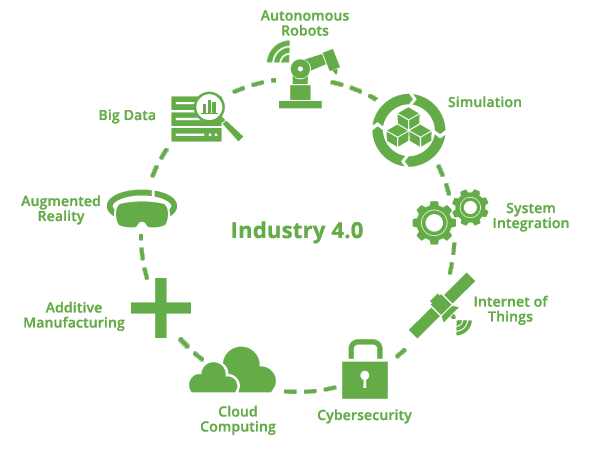 Autonomous
Robots
Simulation
Big Data
Augmented
Reality
System
Integration
Industry 4.0
Additive
Manufacturing
Internet of
Things
Cloud
Computing
Cybersecurity